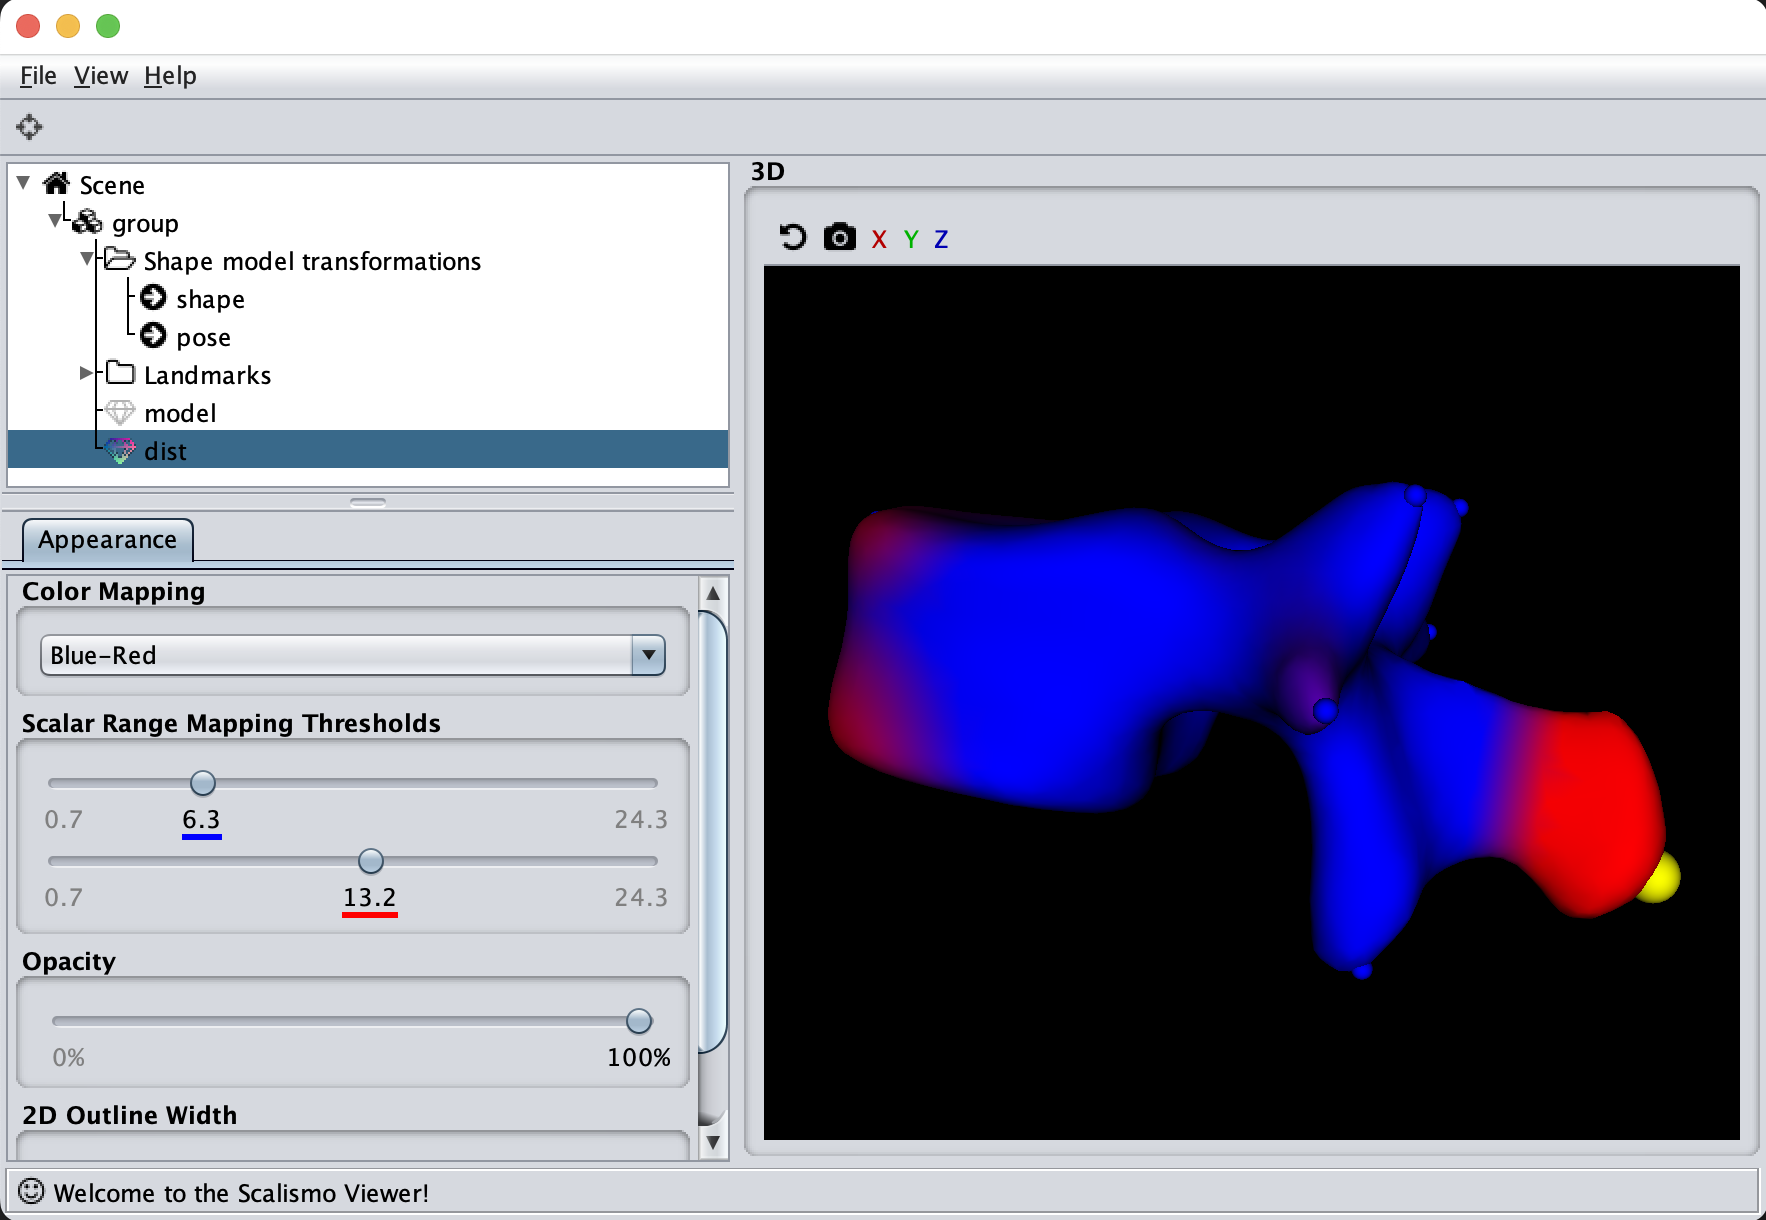 File View Help
Scene
group
Shape model transformations
shape
pose
Landmarks
model
dist
Appearance
Color Mapping
Blue-Red
Scalar Range Mapping Thresholds
0.7 6.3 24.3
0.7 13.2 24.3
Opacity
0% 100%
2D Outline Width
3D
X Y Z
Welcome to the Scalismo Viewer!